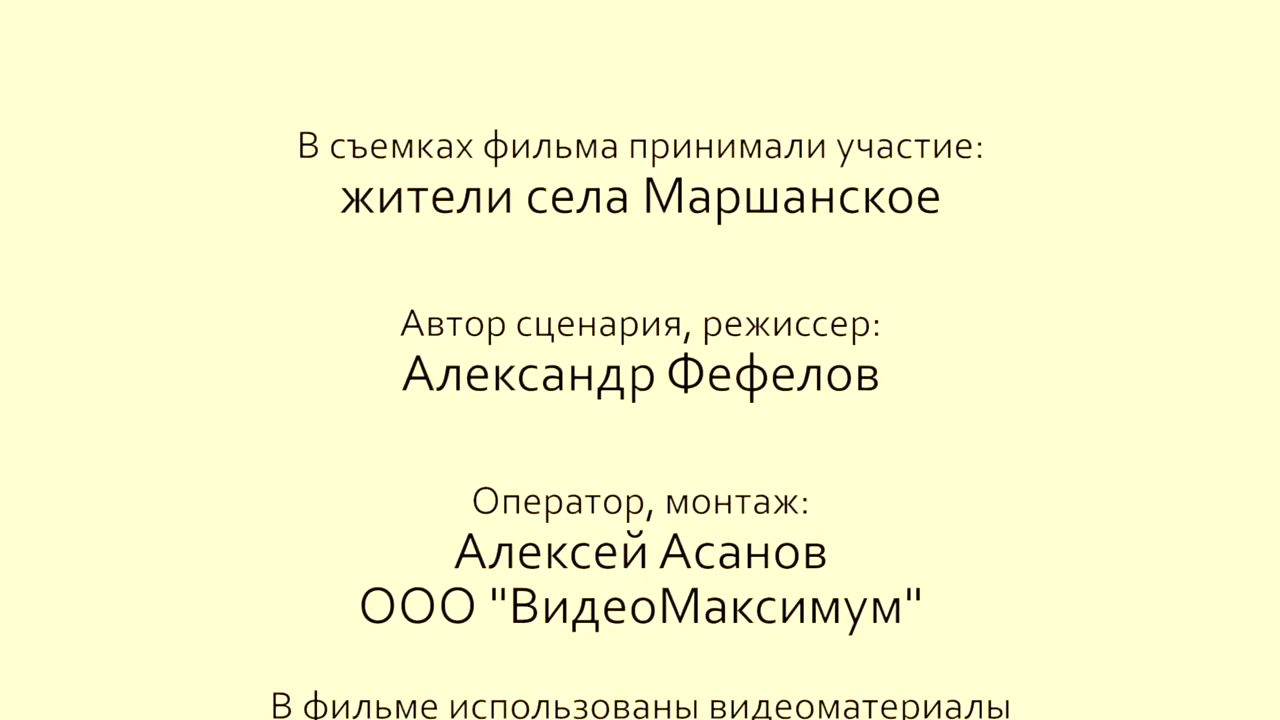 В съемках фильма принимали участие:
жители села Маршанское
Автор сценария, режиссер:
Александр Фефелов
Оператор, монтаж:
Алексей Асанов
ООО "ВидеоМаксимум"
В фильме использованы видеоматериалы